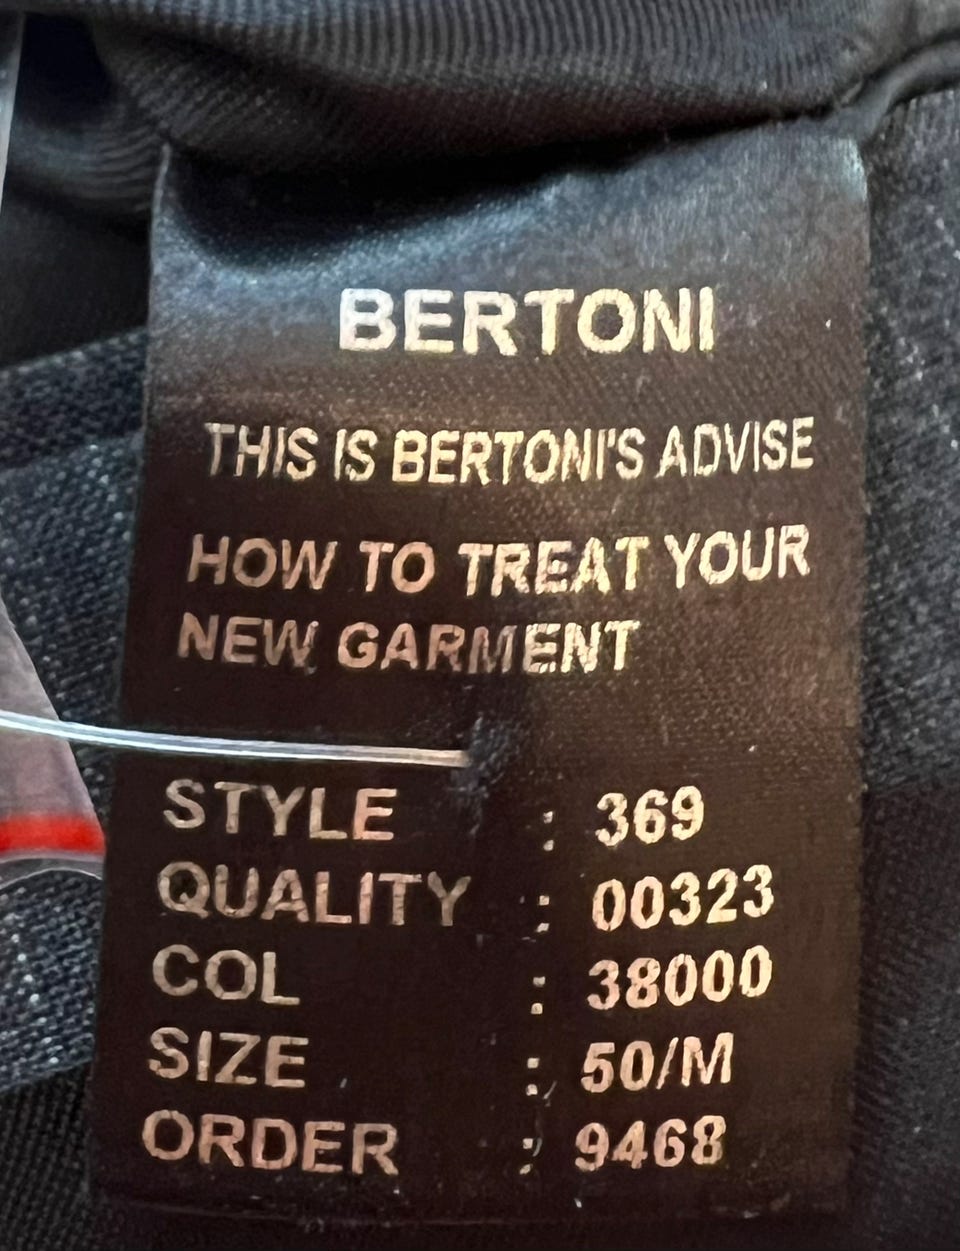 BERTONI
THIS IS BERTONI'S ADVISE
HOW TO TREAT YOUR
NEW GARMENT
STYLE : 369
QUALITY : 00323
COL : 38000
SIZE : 50/M
ORDER : 9468